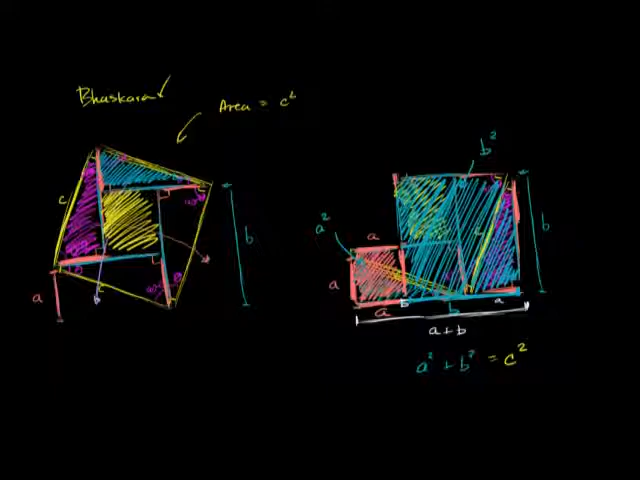 Bhaskara
Area = c²
c
b
a
b²
a²
a
a
b
a
b
a
a+b
a² + b² = c²